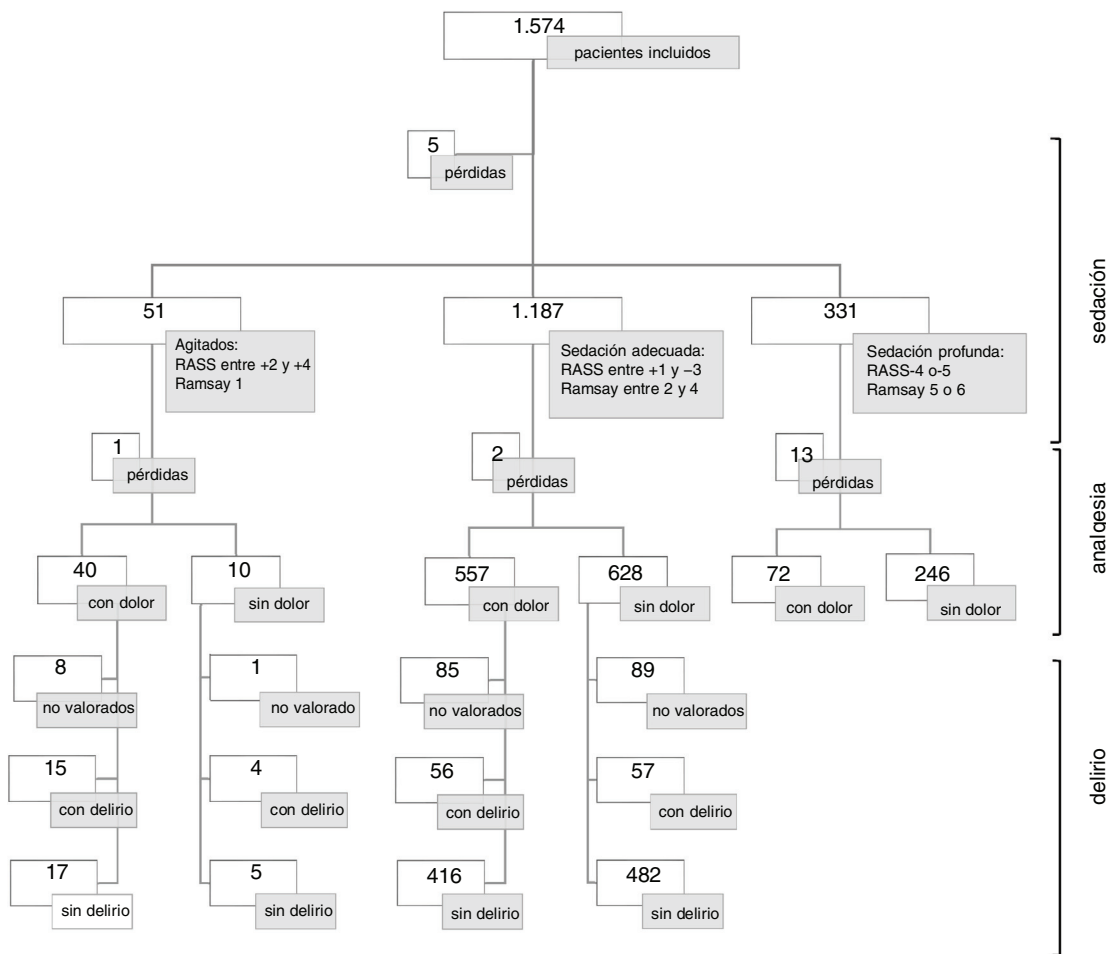 1.574
pacientes incluidos
5
pérdidas
sedación
51
Agitados:
RASS entre +2 y +4
Ramsay 1
1.187
Sedación adecuada:
RASS entre +1 y −3
Ramsay entre 2 y 4
331
Sedación profunda:
RASS-4 o-5
Ramsay 5 o 6
1
pérdidas
2
pérdidas
13
pérdidas
analgesia
40
con dolor
10
sin dolor
557
con dolor
628
sin dolor
72
con dolor
246
sin dolor
8
no valorados
1
no valorado
85
no valorados
89
no valorados
delirio
15
con delirio
4
con delirio
56
con delirio
57
con delirio
17
sin delirio
5
sin delirio
416
sin delirio
482
sin delirio